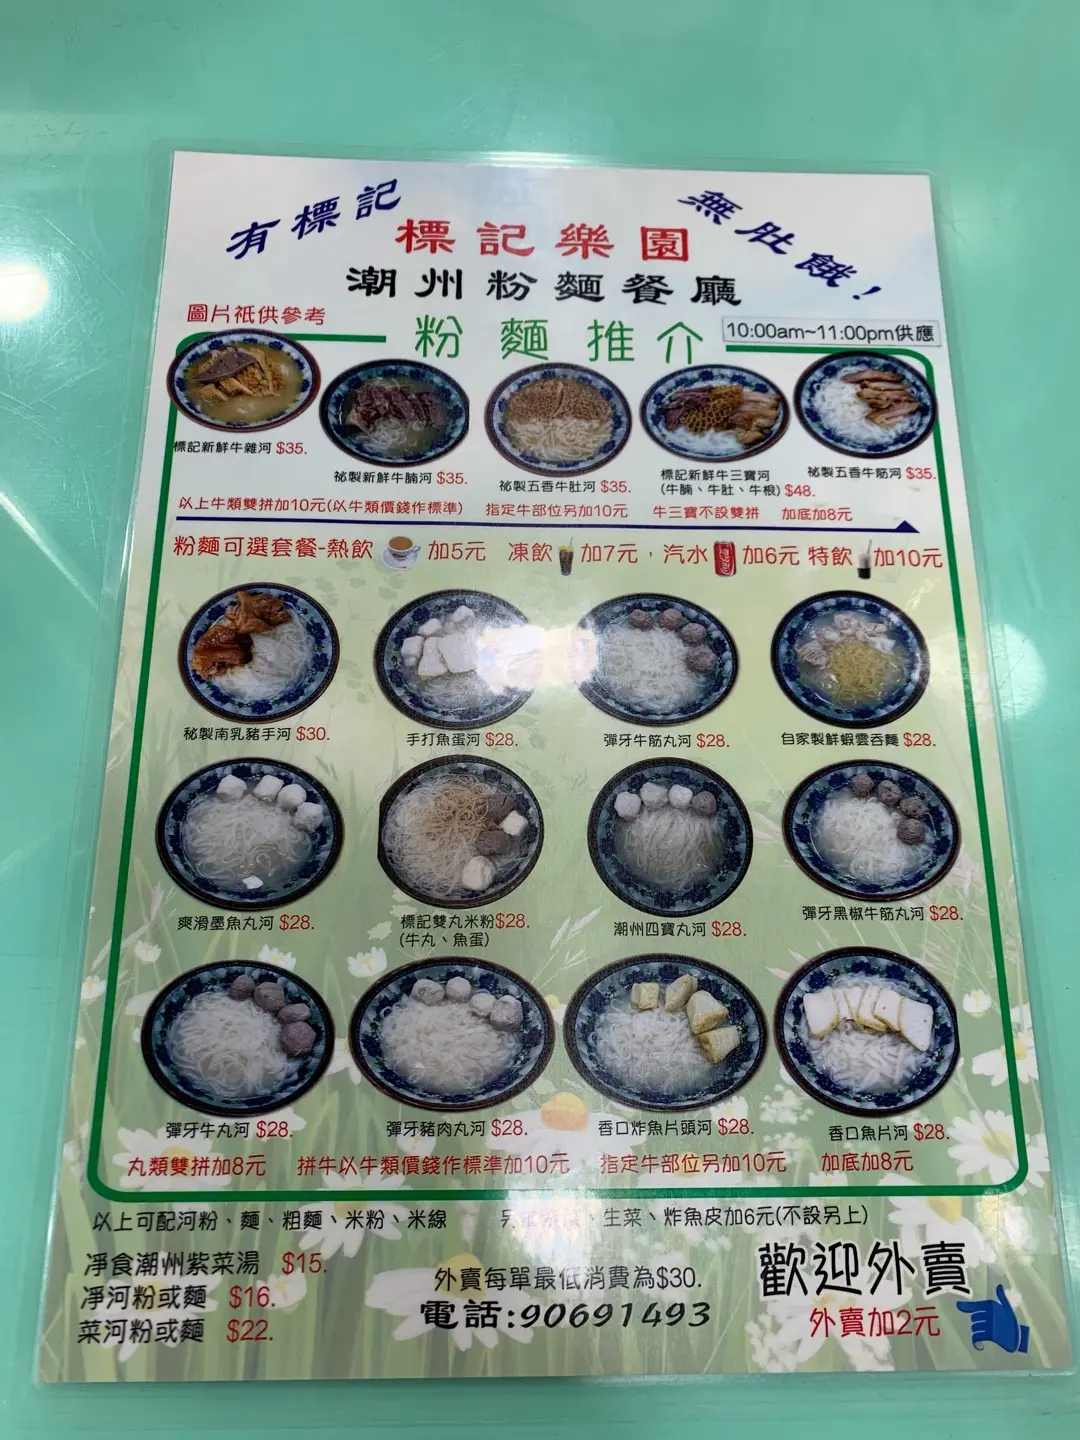 有標記
無肚餓!
標記樂園
潮州粉麵餐廳
圖片祇供參考
粉麵推介
10:00am~11:00pm供應
標記新鮮牛雜河 $35.
祕製新鮮牛腩河 $35.
祕製五香牛肚河 $35.
標記新鮮牛三寶河
(牛腩、牛肚、牛根) $48.
祕製五香牛筋河 $35.
以上牛類雙拼加10元(以牛類價錢作標準) 指定牛部位另加10元 牛三寶不設雙拼 加底加8元
粉麵可選套餐-熱飲 加5元 凍飲 加7元，汽水 加6元 特飲 加10元
秘製南乳豬手河 $30.
手打魚蛋河 $28.
彈牙牛筋丸河 $28.
自家製鮮蝦雲吞麵 $28.
爽滑墨魚丸河 $28.
標記雙丸米粉$28.
(牛丸、魚蛋)
潮州四寶丸河 $28.
彈牙黑椒牛筋丸河 $28.
彈牙牛丸河 $28.
彈牙豬肉丸河 $28.
香口炸魚片頭河 $28.
香口魚片河 $28.
丸類雙拼加8元 拼牛以牛類價錢作標準加10元 指定牛部位另加10元 加底加8元
以上可配河粉、麵、粗麵、米粉、米線 、生菜、炸魚皮加6元(不設另上)
凈食潮州紫菜湯 $15.
凈河粉或麵 $16.
菜河粉或麵 $22.
外賣每單最低消費為$30.
電話:90691493
歡迎外賣
外賣加2元